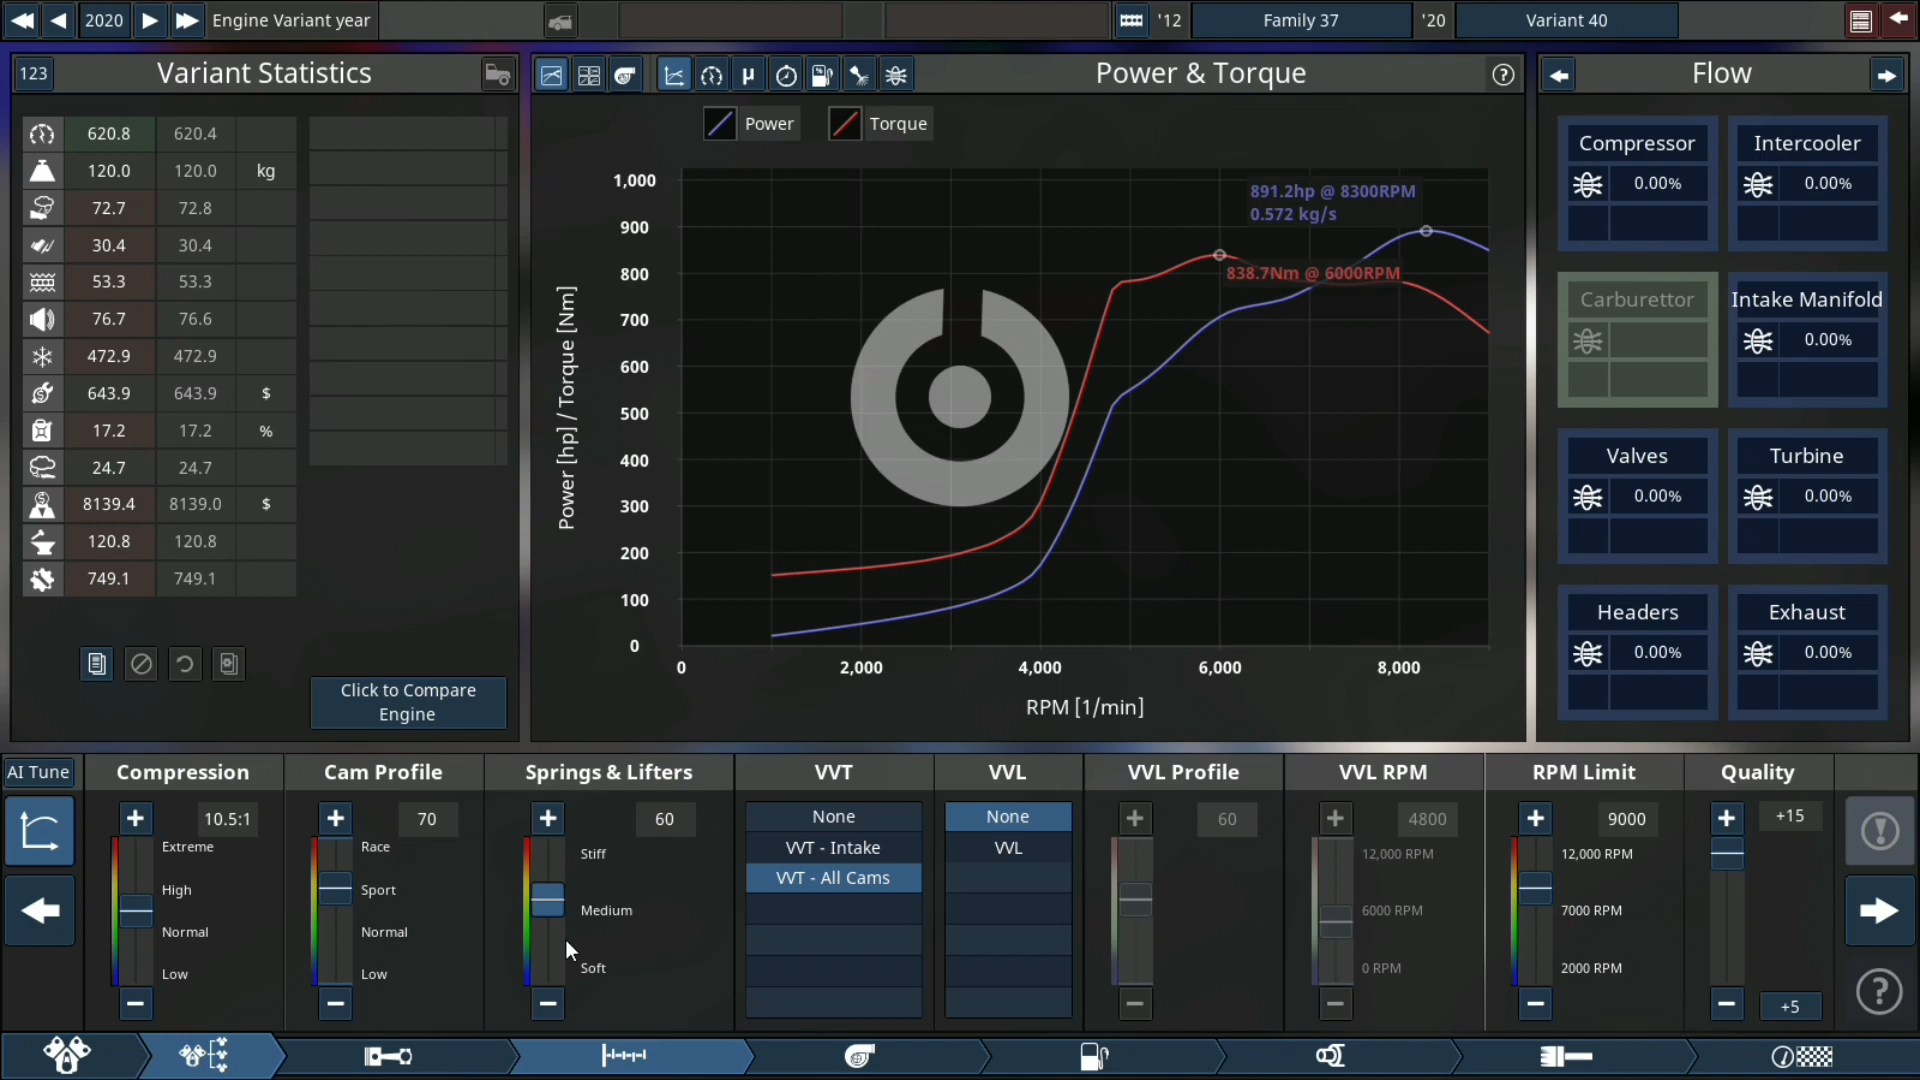 2020
Engine Variant year
'12
Family 37
'20
Variant 40
123
Variant Statistics
620.8 620.4
120.0 120.0 kg
72.7 72.8
30.4 30.4
53.3 53.3
76.7 76.6
472.9 472.9
643.9 643.9 $
17.2 17.2 %
24.7 24.7
8139.4 8139.0 $
120.8 120.8
749.1 749.1
Click to Compare
Engine
μ
Power & Torque
?
Power
Torque
891.2hp @ 8300RPM
0.572 kg/s
838.7Nm @ 6000RPM
Power [hp] / Torque [Nm]
1,000
900
800
700
600
500
400
300
200
100
0
0 2,000 4,000 6,000 8,000
RPM [1/min]
Flow
Compressor
0.00%
Intercooler
0.00%
Carburettor
Intake Manifold
0.00%
Valves
0.00%
Turbine
0.00%
Headers
0.00%
Exhaust
0.00%
AI Tune
Compression
10.5:1
Extreme
High
Normal
Low
Cam Profile
70
Race
Sport
Normal
Low
Springs & Lifters
60
Stiff
Medium
Soft
VVT
None
VVT - Intake
VVT - All Cams
VVL
None
VVL
VVL Profile
60
VVL RPM
4800
12,000 RPM
6000 RPM
0 RPM
RPM Limit
9000
12,000 RPM
7000 RPM
2000 RPM
Quality
+15
+5
?